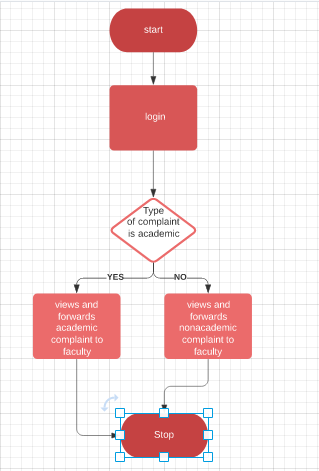 start
login
Type
of complaint
is academic
YES
NO
views and
forwards
academic
complaint to
faculty
views and
forwards
nonacademic
complaint to
faculty
Stop